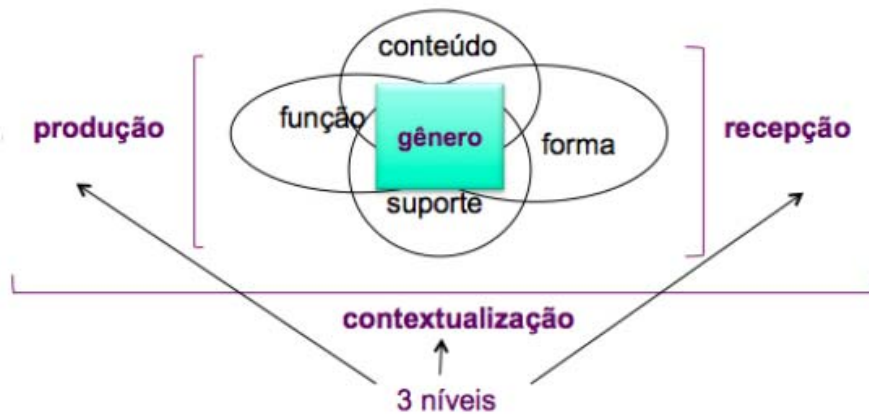 conteúdo
função
produção
gênero
forma
recepção
suporte
contextualização
3 níveis